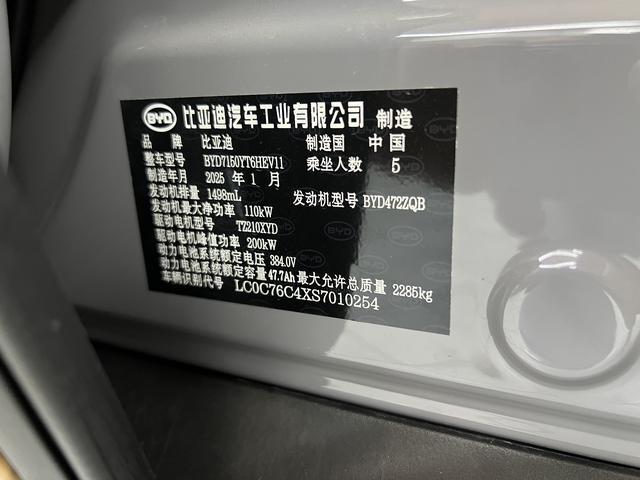 BYD 比亚迪汽车工业有限公司 制造
品牌 比亚迪 制造国 中国
整车型号 BYD7150YT6HEV11 乘坐人数 5
制造年月 2025 年 1 月
发动机排量 1498mL 发动机型号 BYD472ZQB
发动机最大净功率 110kW
驱动电机型号 TZ210XYD
驱动电机峰值功率 200kW
动力电池系统额定电压 384.0V
动力电池系统额定容量 47.7Ah 最大允许总质量 2285kg
车辆识别代号 LC0C76C4XS7010254